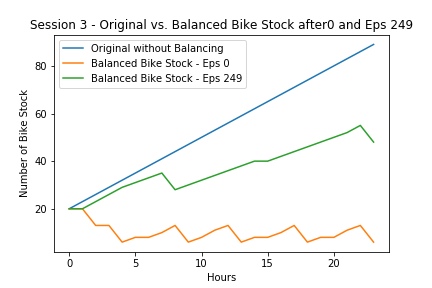 Session 3 - Original vs. Balanced Bike Stock after0 and Eps 249
Original without Balancing
Balanced Bike Stock - Eps 0
Balanced Bike Stock - Eps 249
Number of Bike Stock
80
60
40
20
0 5 10 15 20
Hours